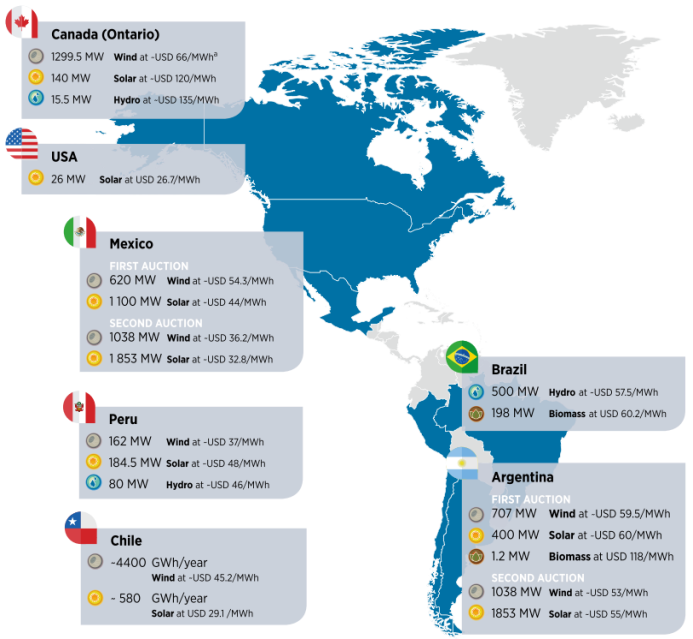 Canada (Ontario)
1299.5 MW Wind at ~USD 66/MWhᵃ
140 MW Solar at ~USD 120/MWh
15.5 MW Hydro at ~USD 135/MWh
USA
26 MW Solar at USD 26.7/MWh
Mexico
FIRST AUCTION
620 MW Wind at ~USD 54.3/MWh
1 100 MW Solar at ~USD 44/MWh
SECOND AUCTION
1038 MW Wind at ~USD 36.2/MWh
1 853 MW Solar at ~USD 32.8/MWh
Peru
162 MW Wind at ~USD 37/MWh
184.5 MW Solar at ~USD 48/MWh
80 MW Hydro at ~USD 46/MWh
Chile
~4400 GWh/year
Wind at ~USD 45.2/MWh
~ 580 GWh/year
Solar at USD 29.1 /MWh
Brazil
500 MW Hydro at ~USD 57.5/MWh
198 MW Biomass at USD 60.2/MWh
Argentina
FIRST AUCTION
707 MW Wind at ~USD 59.5/MWh
400 MW Solar at ~USD 60/MWh
1.2 MW Biomass at USD 118/MWh
SECOND AUCTION
1038 MW Wind at ~USD 53/MWh
1853 MW Solar at ~USD 55/MWh